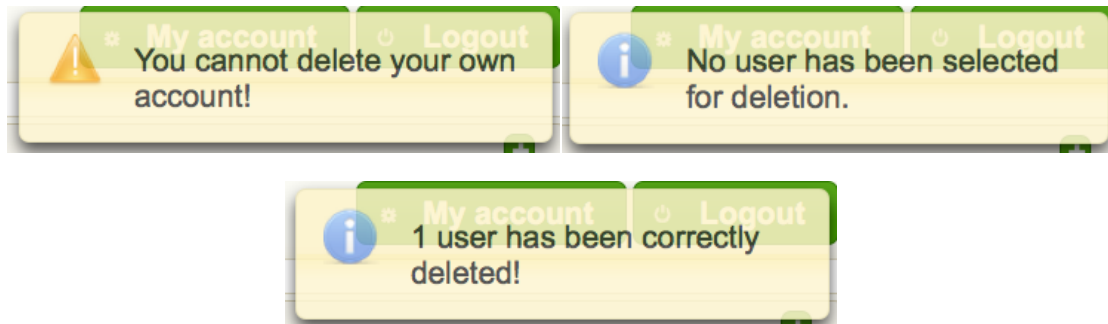 My account Logout
You cannot delete your own
account!
My account Logout
No user has been selected
for deletion.
My account Logout
1 user has been correctly
deleted!